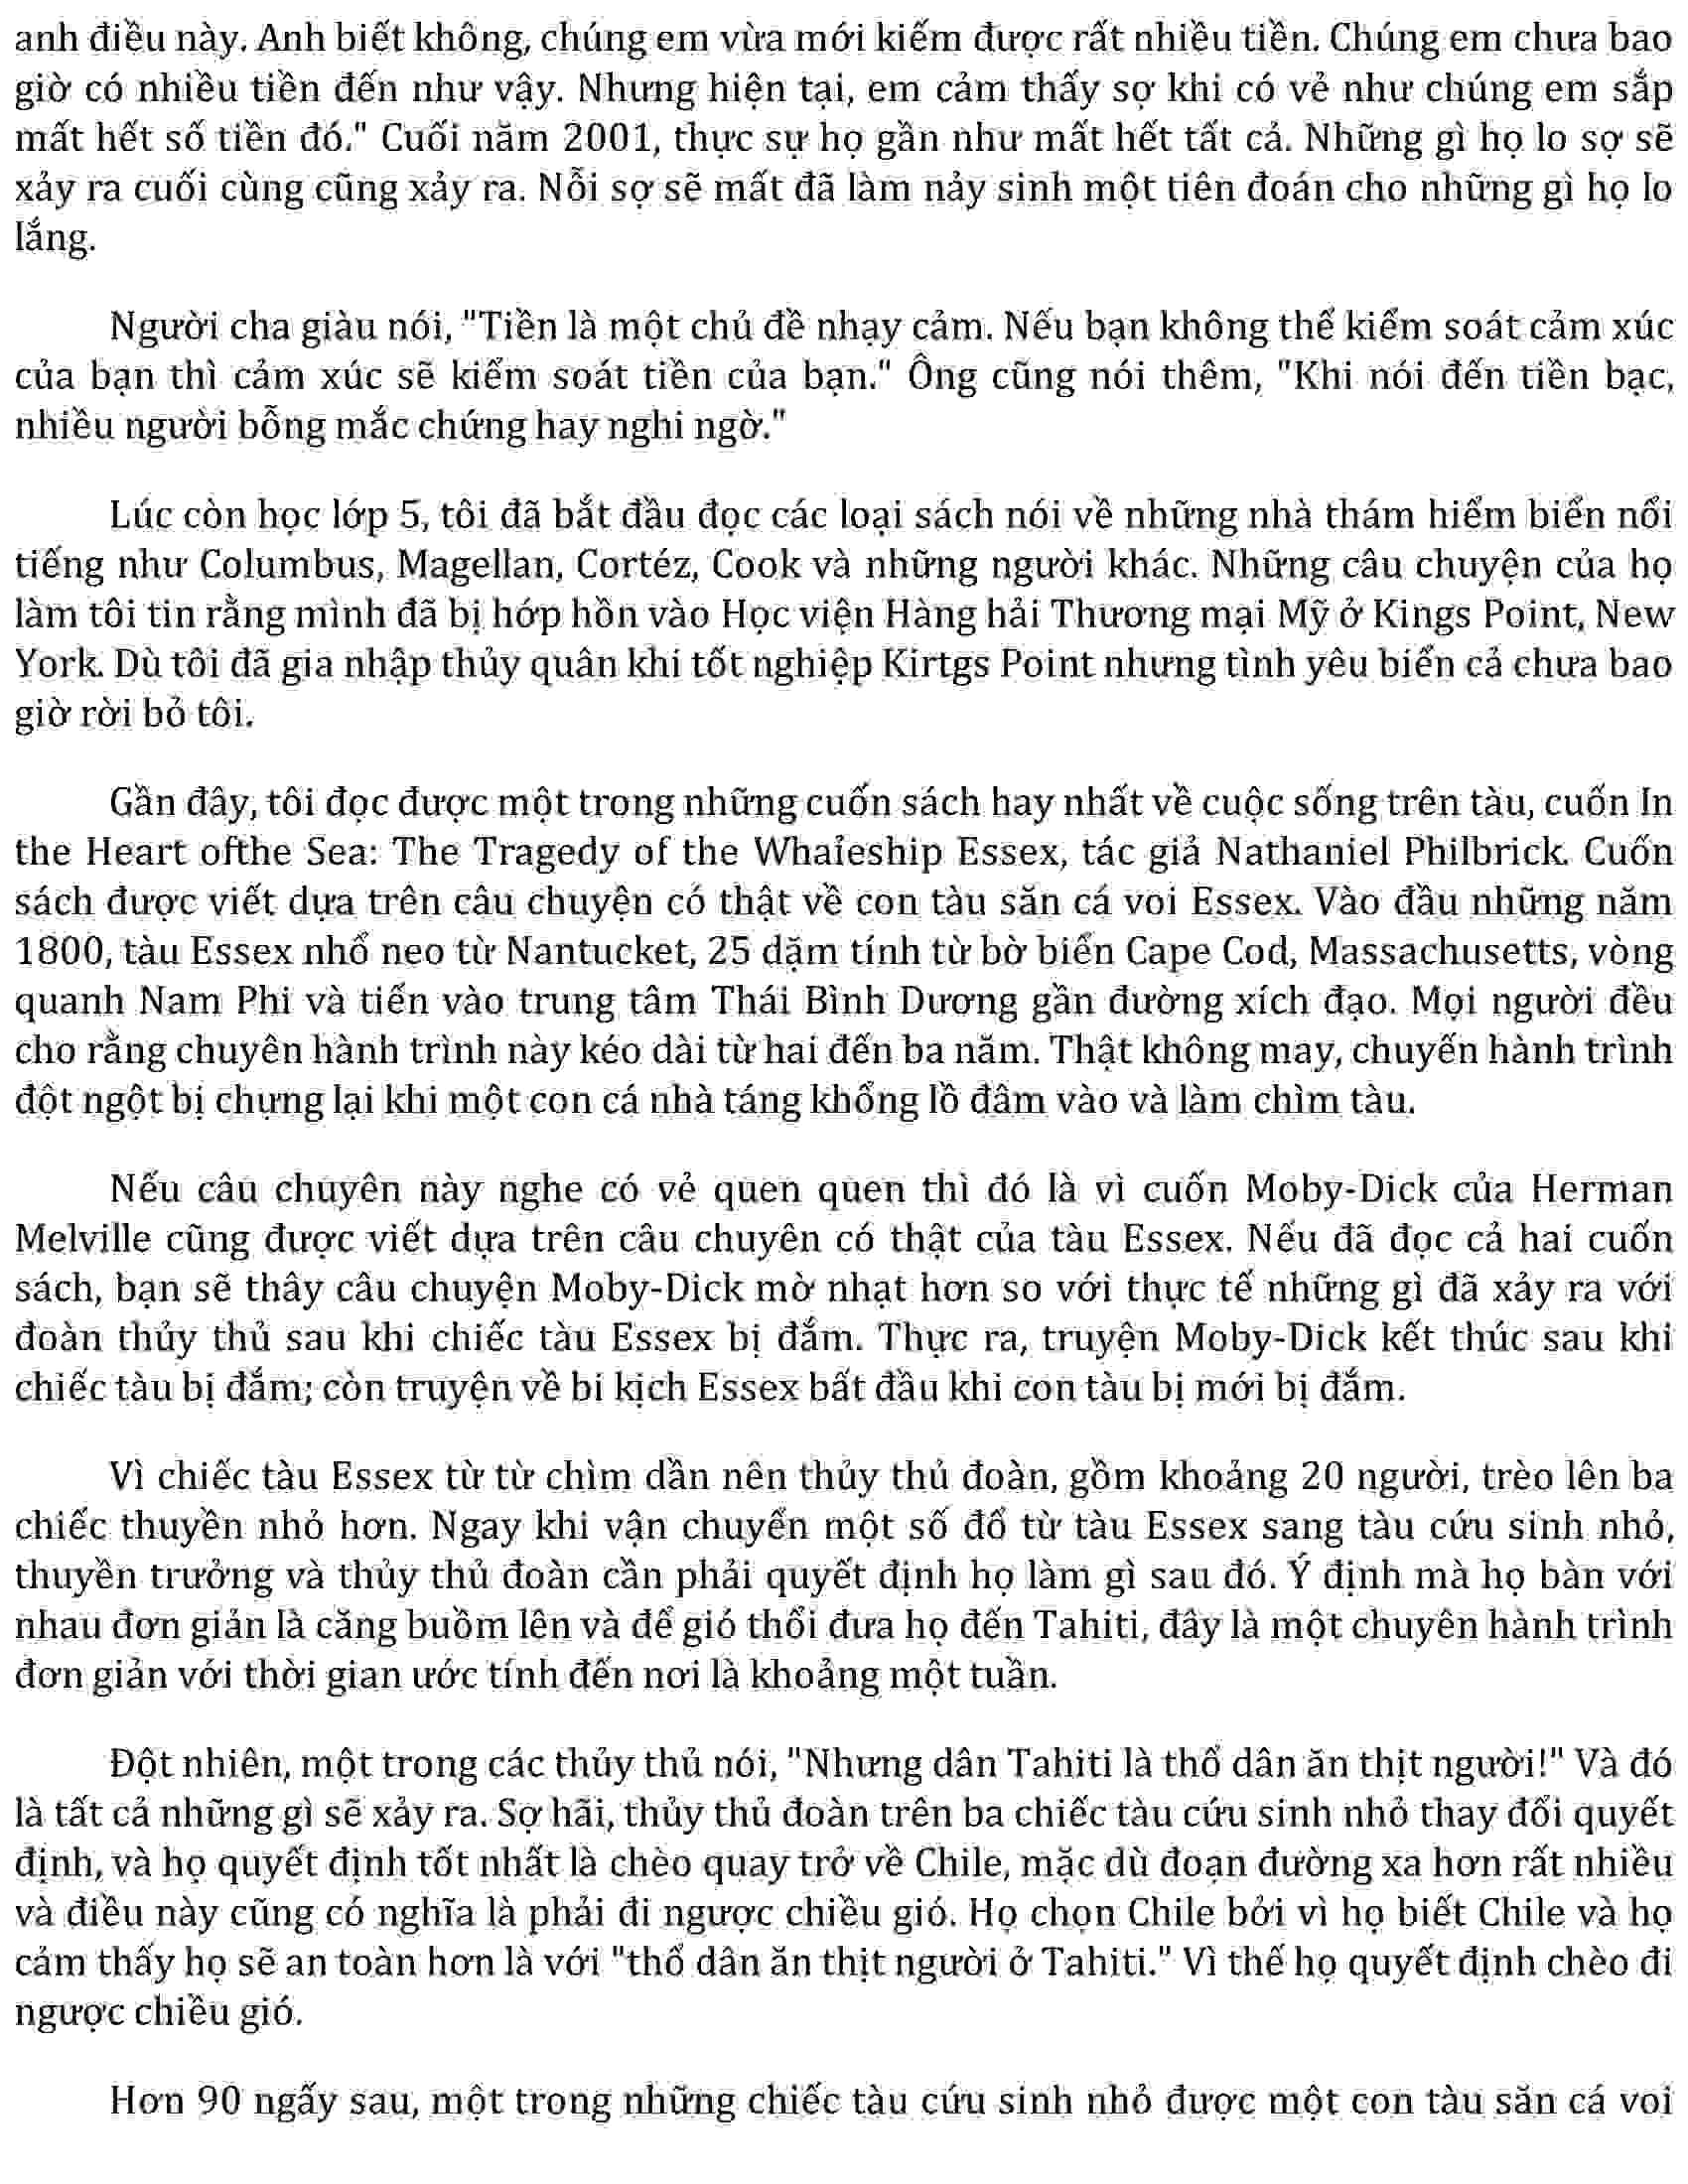 anh điều này. Anh biết không, chúng em vừa mới kiếm được rất nhiều tiền. Chúng em chưa bao
giờ có nhiều tiền đến như vậy. Nhưng hiện tại, em cảm thấy sợ khi có vẻ như chúng em sắp
mất hết số tiền đó." Cuối năm 2001, thực sự họ gần như mất hết tất cả. Những gì họ lo sợ sẽ
xảy ra cuối cùng cũng xảy ra. Nỗi sợ sẽ mất đã làm nảy sinh một tiên đoán cho những gì họ lo
lắng.
Người cha giàu nói, "Tiền là một chủ đề nhạy cảm. Nếu bạn không thể kiểm soát cảm xúc
của bạn thì cảm xúc sẽ kiểm soát tiền của bạn." Ông cũng nói thêm, "Khi nói đến tiền bạc,
nhiều người bỗng mắc chứng hay nghi ngờ."
Lúc còn học lớp 5, tôi đã bắt đầu đọc các loại sách nói về những nhà thám hiểm biển nổi
tiếng như Columbus, Magellan, Cortéz, Cook và những người khác. Những câu chuyện của họ
làm tôi tin rằng mình đã bị hớp hồn vào Học viện Hàng hải Thương mại Mỹ ở Kings Point, New
York. Dù tôi đã gia nhập thủy quân khi tốt nghiệp Kirtgs Point nhưng tình yêu biển cả chưa bao
giờ rời bỏ tôi.
Gần đây, tôi đọc được một trong những cuốn sách hay nhất về cuộc sống trên tàu, cuốn In
the Heart ofthe Sea: The Tragedy of the Whaỉeship Essex, tác giả Nathaniel Philbrick. Cuốn
sách được viết dựa trên câu chuyện có thật về con tàu săn cá voi Essex. Vào đầu những năm
1800, tàu Essex nhổ neo từ Nantucket, 25 dặm tính từ bờ biển Cape Cod, Massachusetts, vòng
quanh Nam Phi và tiến vào trung tâm Thái Bình Dương gần đường xích đạo. Mọi người đều
cho rằng chuyên hành trình này kéo dài từ hai đến ba năm. Thật không may, chuyến hành trình
đột ngột bị chựng lại khi một con cá nhà táng khổng lồ đâm vào và làm chìm tàu.
Nếu câu chuyên này nghe có vẻ quen quen thì đó là vì cuốn Moby-Dick của Herman
Melville cũng được viết dựa trên câu chuyên có thật của tàu Essex. Nếu đã đọc cả hai cuốn
sách, bạn sẽ thây câu chuyện Moby-Dick mờ nhạt hơn so với thực tế những gì đã xảy ra với
đoàn thủy thủ sau khi chiếc tàu Essex bị đắm. Thực ra, truyện Moby-Dick kết thúc sau khi
chiếc tàu bị đắm; còn truyện về bi kịch Essex bất đầu khi con tàu bị mới bị đắm.
Vì chiếc tàu Essex từ từ chìm dần nên thủy thủ đoàn, gồm khoảng 20 người, trèo lên ba
chiếc thuyền nhỏ hơn. Ngay khi vận chuyển một số đổ từ tàu Essex sang tàu cứu sinh nhỏ,
thuyền trưởng và thủy thủ đoàn cần phải quyết định họ làm gì sau đó. Ý định mà họ bàn với
nhau đơn giản là căng buồm lên và để gió thổi đưa họ đến Tahiti, đây là một chuyên hành trình
đơn giản với thời gian ước tính đến nơi là khoảng một tuần.
Đột nhiên, một trong các thủy thủ nói, "Nhưng dân Tahiti là thổ dân ăn thịt người!" Và đó
là tất cả những gì sẽ xảy ra. Sợ hãi, thủy thủ đoàn trên ba chiếc tàu cứu sinh nhỏ thay đổi quyết
định, và họ quyết định tốt nhất là chèo quay trở về Chile, mặc dù đoạn đường xa hơn rất nhiều
và điều này cũng có nghĩa là phải đi ngược chiều gió. Họ chọn Chile bởi vì họ biết Chile và họ
cảm thấy họ sẽ an toàn hơn là với "thổ dân ăn thịt người ở Tahiti." Vì thế họ quyết định chèo đi
ngược chiều gió.
Hơn 90 ngấy sau, một trong những chiếc tàu cứu sinh nhỏ được một con tàu săn cá voi